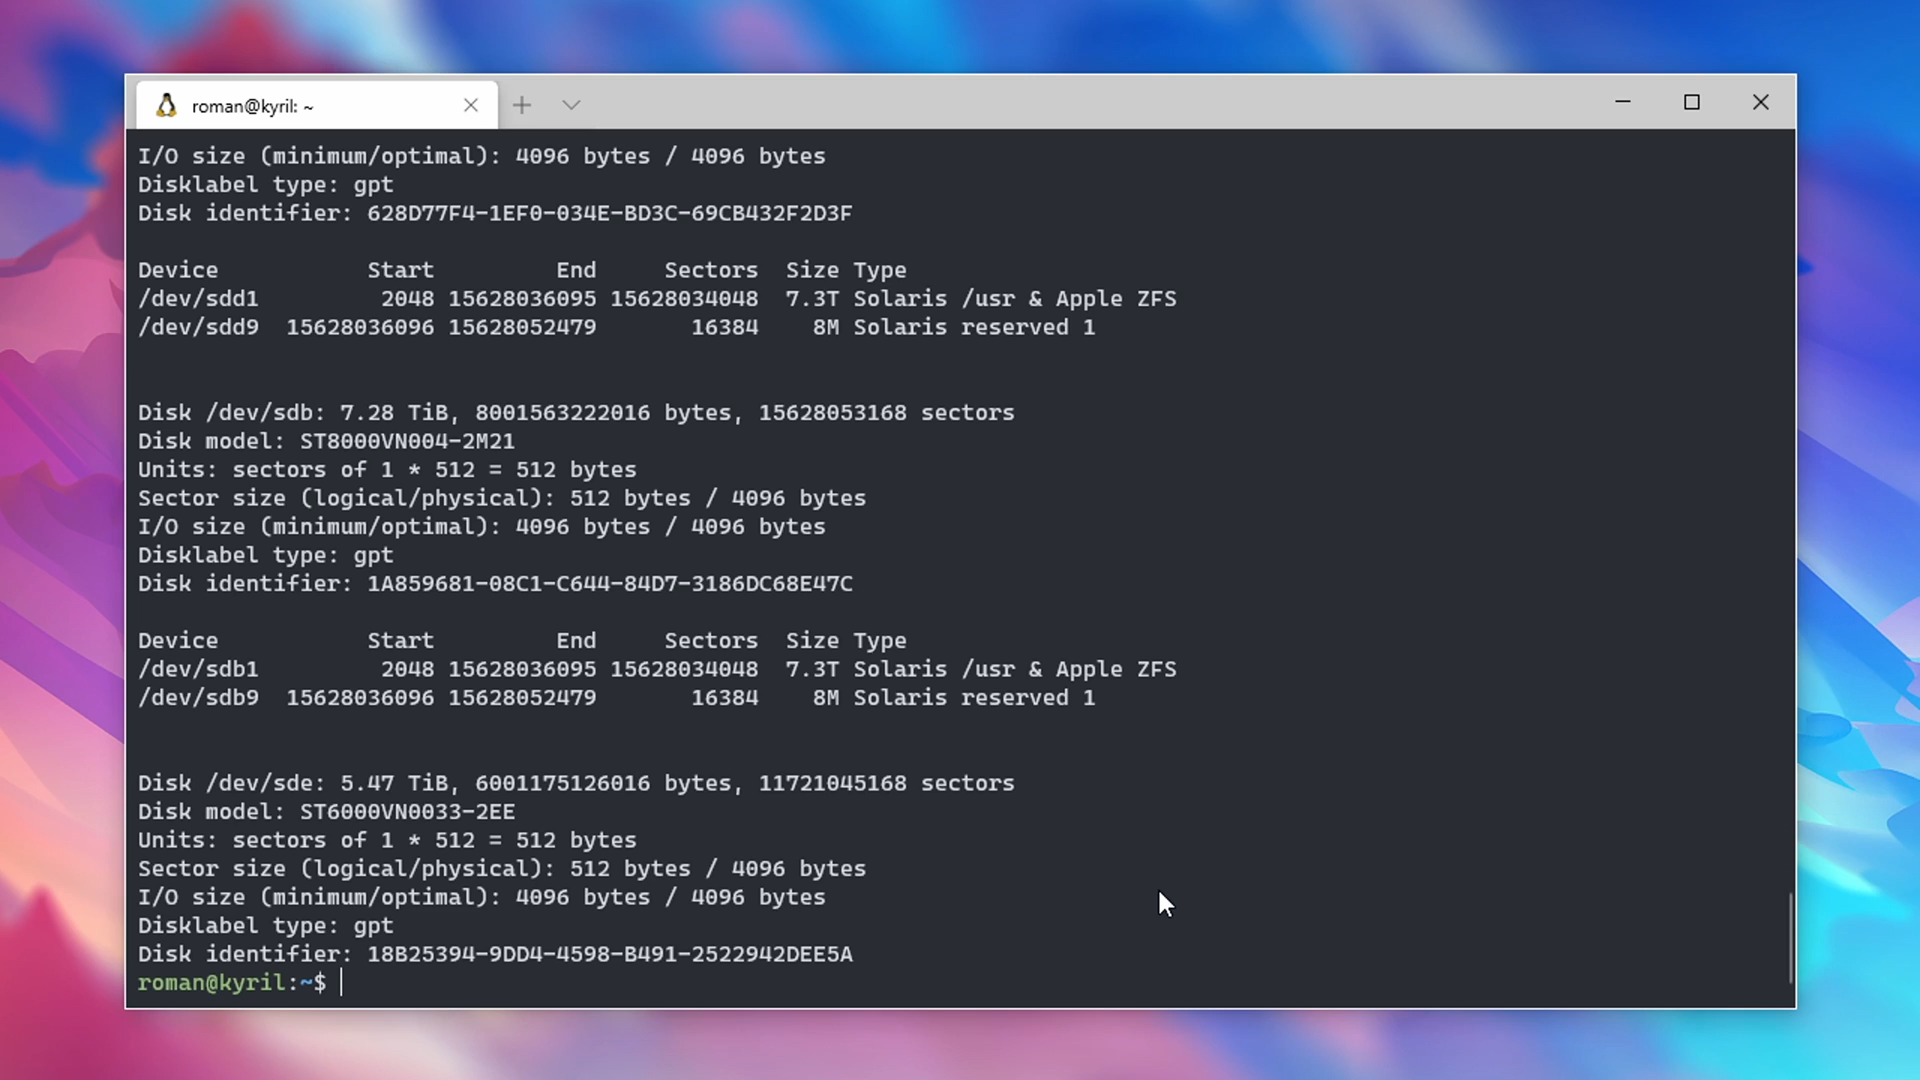 roman@kyril: ~
I/O size (minimum/optimal): 4096 bytes / 4096 bytes
Disklabel type: gpt
Disk identifier: 628D77F4-1EF0-034E-BD3C-69CB432F2D3F
Device           Start         End     Sectors  Size Type
/dev/sdd1         2048 15628036095 15628034048  7.3T Solaris /usr & Apple ZFS
/dev/sdd9  15628036096 15628052479       16384    8M Solaris reserved 1
Disk /dev/sdb: 7.28 TiB, 8001563222016 bytes, 15628053168 sectors
Disk model: ST8000VN004-2M21
Units: sectors of 1 * 512 = 512 bytes
Sector size (logical/physical): 512 bytes / 4096 bytes
I/O size (minimum/optimal): 4096 bytes / 4096 bytes
Disklabel type: gpt
Disk identifier: 1A859681-08C1-C644-84D7-3186DC68E47C
Device           Start         End     Sectors  Size Type
/dev/sdb1         2048 15628036095 15628034048  7.3T Solaris /usr & Apple ZFS
/dev/sdb9  15628036096 15628052479       16384    8M Solaris reserved 1
Disk /dev/sde: 5.47 TiB, 6001175126016 bytes, 11721045168 sectors
Disk model: ST6000VN0033-2EE
Units: sectors of 1 * 512 = 512 bytes
Sector size (logical/physical): 512 bytes / 4096 bytes
I/O size (minimum/optimal): 4096 bytes / 4096 bytes
Disklabel type: gpt
Disk identifier: 18B25394-9DD4-4598-B491-2522942DEE5A
roman@kyril:~$